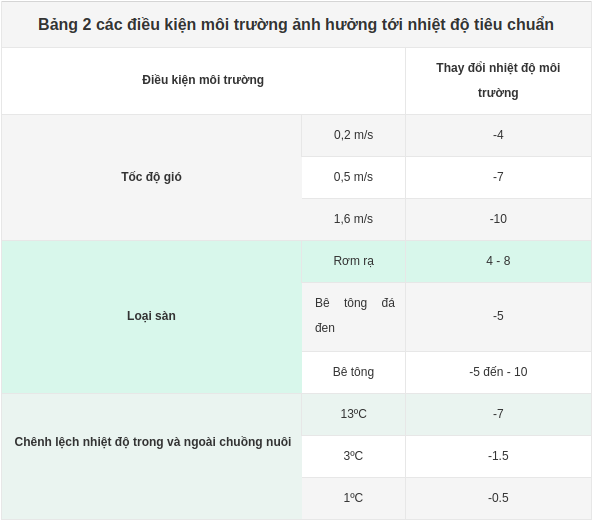 Bảng 2 các điều kiện môi trường ảnh hưởng tới nhiệt độ tiêu chuẩn
Điều kiện môi trường
Thay đổi nhiệt độ môi
trường
Tốc độ gió
0,2 m/s
-4
0,5 m/s
-7
1,6 m/s
-10
Loại sàn
Rơm rạ
4 - 8
Bê tông đá
đen
-5
Bê tông
-5 đến - 10
Chênh lệch nhiệt độ trong và ngoài chuồng nuôi
13ºC
-7
3ºC
-1.5
1ºC
-0.5